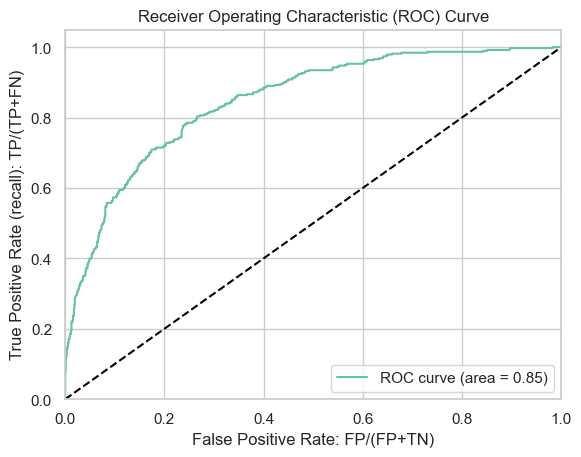 Receiver Operating Characteristic (ROC) Curve
True Positive Rate (recall): TP/(TP+FN)
1.0
0.8
0.6
0.4
0.2
0.0
ROC curve (area = 0.85)
0.0 0.2 0.4 0.6 0.8 1.0
False Positive Rate: FP/(FP+TN)